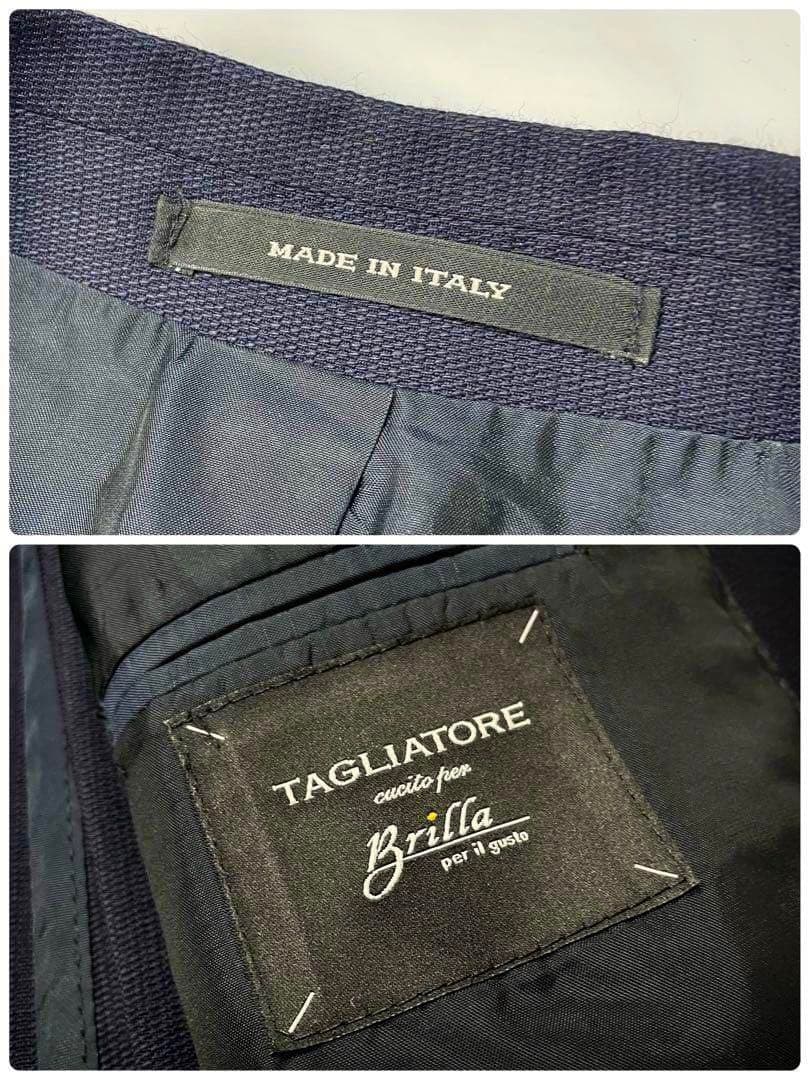 MADE IN ITALY
TAGLIATORE
cucito per
Brilla
per il gusto